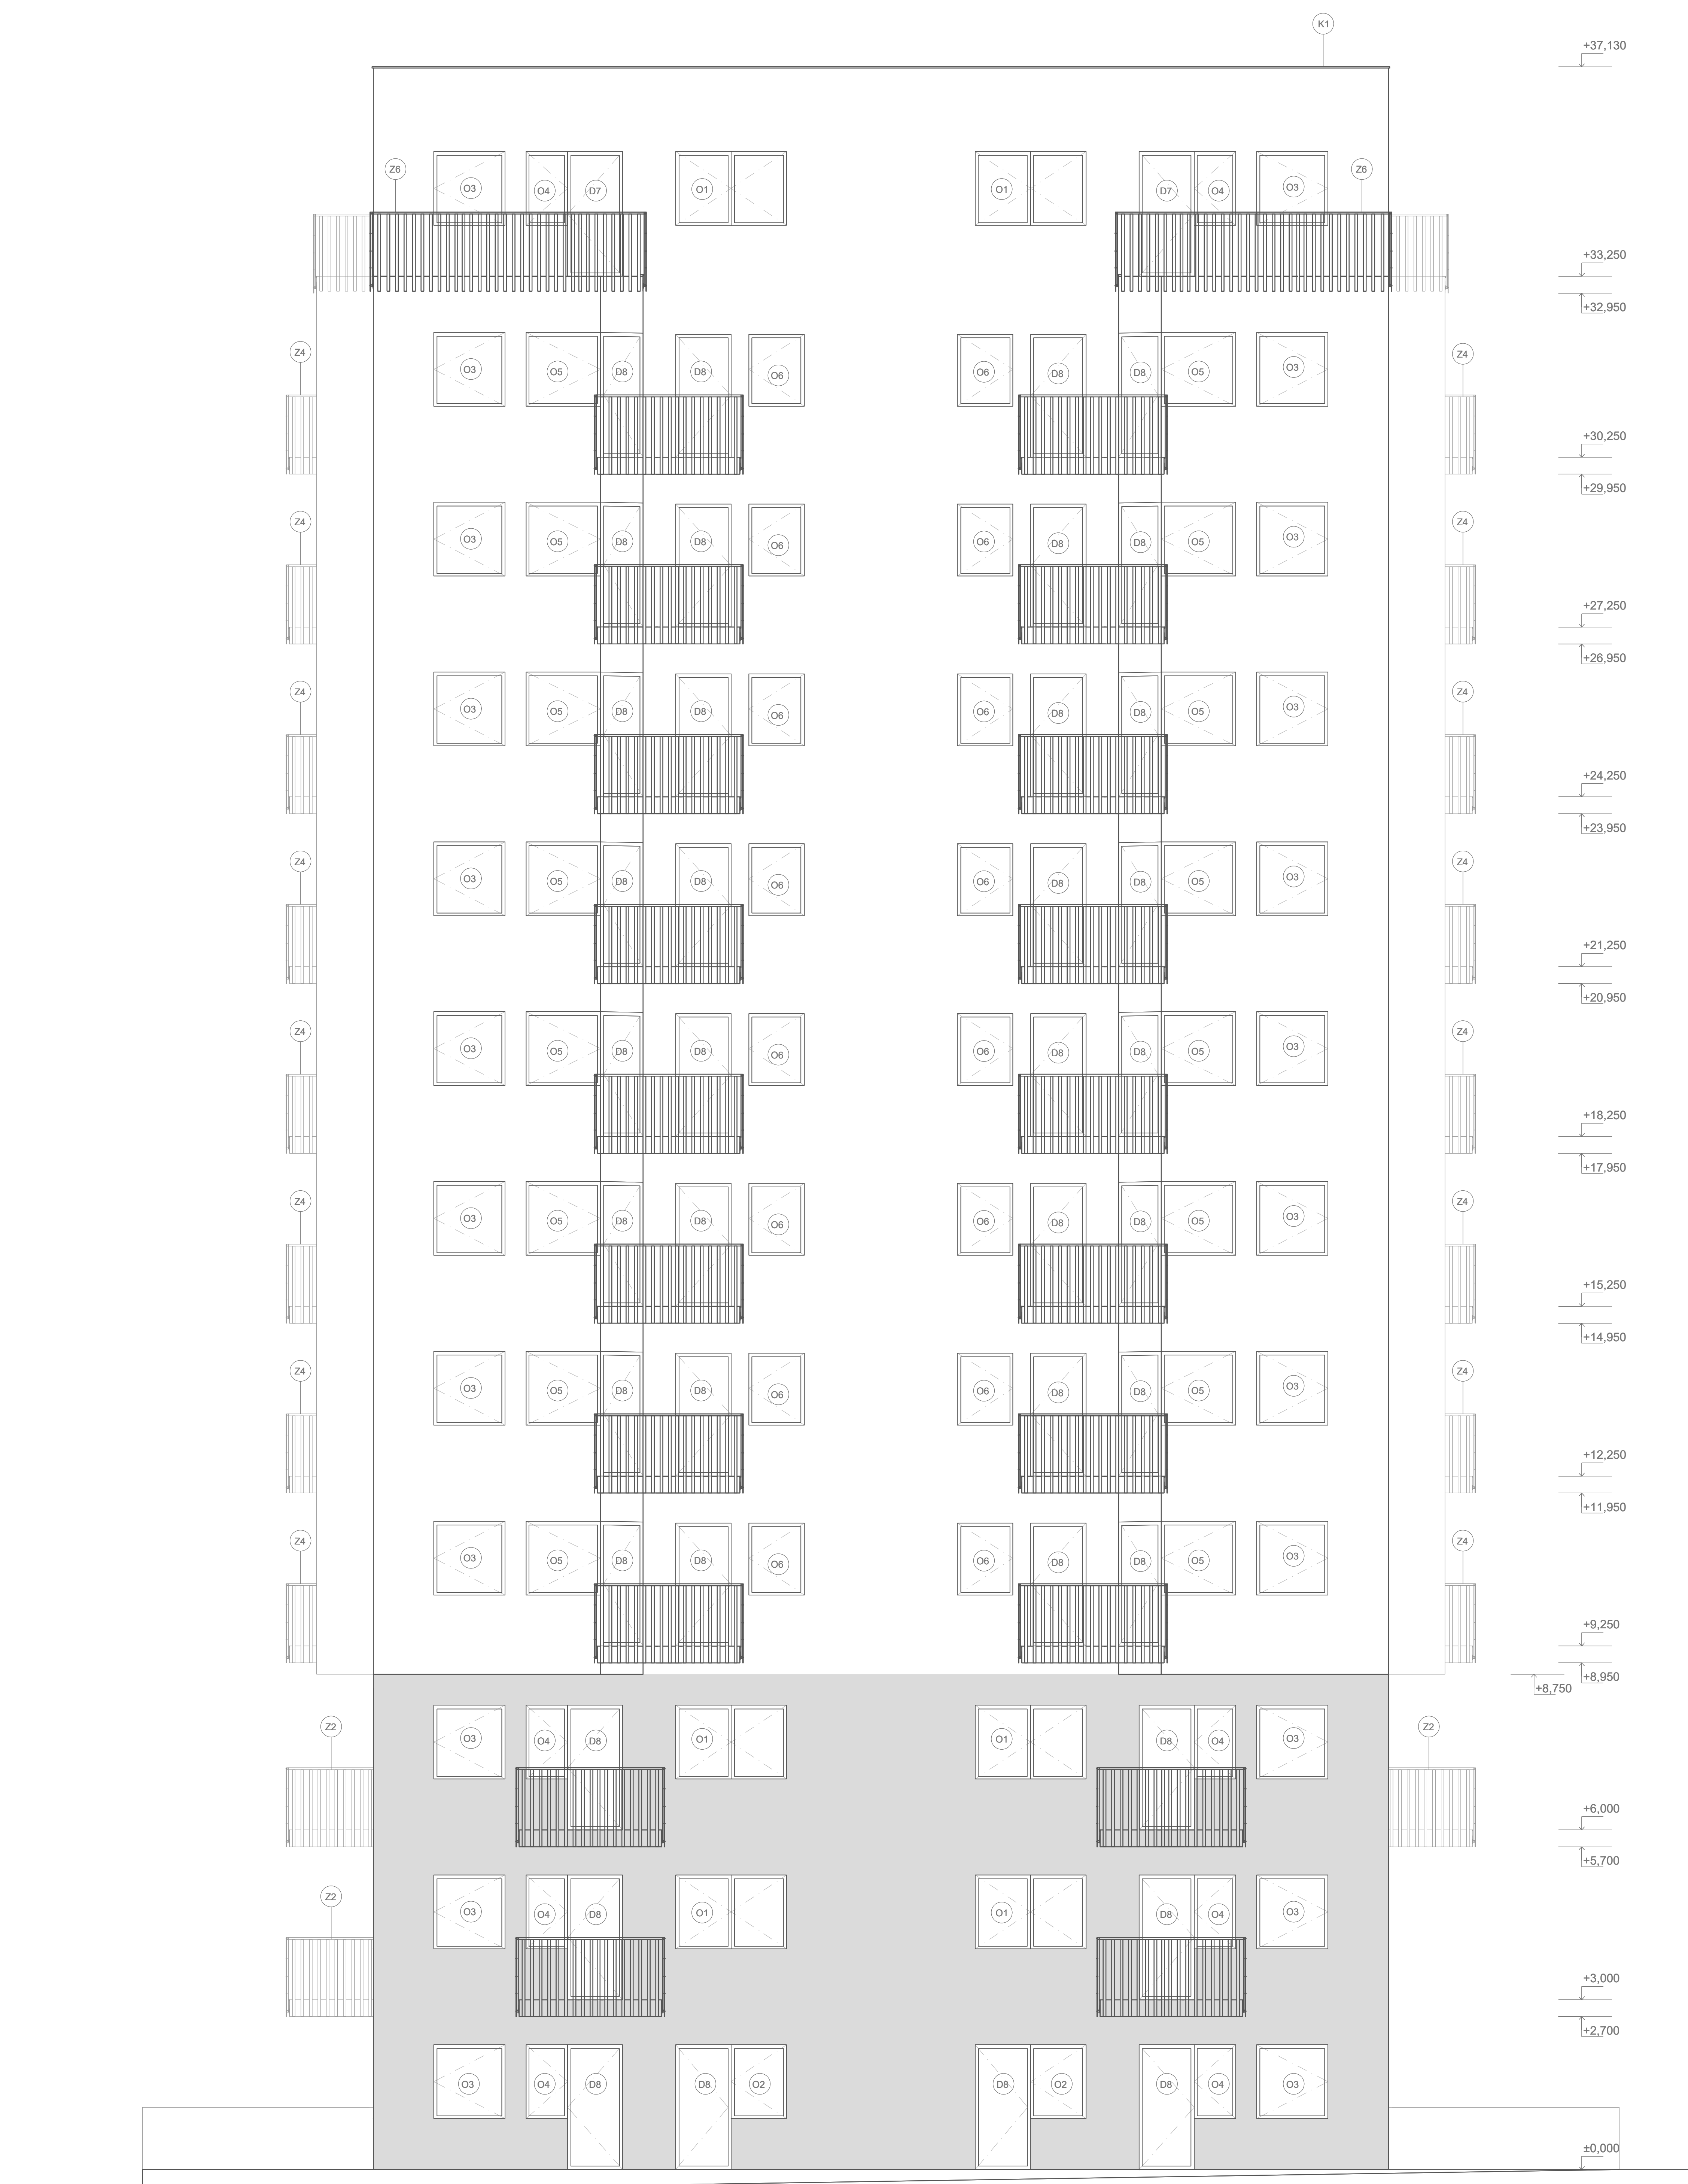 K1
+37,130
Z6 Z6
O3 O4 D7 O1 O1 D7 O4 O3
+33,250
+32,950
Z4 Z4
O3 O5 D8 D8 O6 O6 D8 D8 O5 O3
+30,250
+29,950
Z4 Z4
O3 O5 D8 D8 O6 O6 D8 D8 O5 O3
+27,250
+26,950
Z4 Z4
O3 O5 D8 D8 O6 O6 D8 D8 O5 O3
+24,250
+23,950
Z4 Z4
O3 O5 D8 D8 O6 O6 D8 D8 O5 O3
+21,250
+20,950
Z4 Z4
O3 O5 D8 D8 O6 O6 D8 D8 O5 O3
+18,250
+17,950
Z4 Z4
O3 O5 D8 D8 O6 O6 D8 D8 O5 O3
+15,250
+14,950
Z4 Z4
O3 O5 D8 D8 O6 O6 D8 D8 O5 O3
+12,250
+11,950
Z4 Z4
O3 O5 D8 D8 O6 O6 D8 D8 O5 O3
+9,250
+8,950
+8,750
Z2 Z2
O3 O4 D8 O1 O1 D8 O4 O3
+6,000
+5,700
Z2
O3 O4 D8 O1 O1 D8 O4 O3
+3,000
+2,700
O3 O4 D8 D8 O2 D8 O2 D8 O4 O3
±0,000